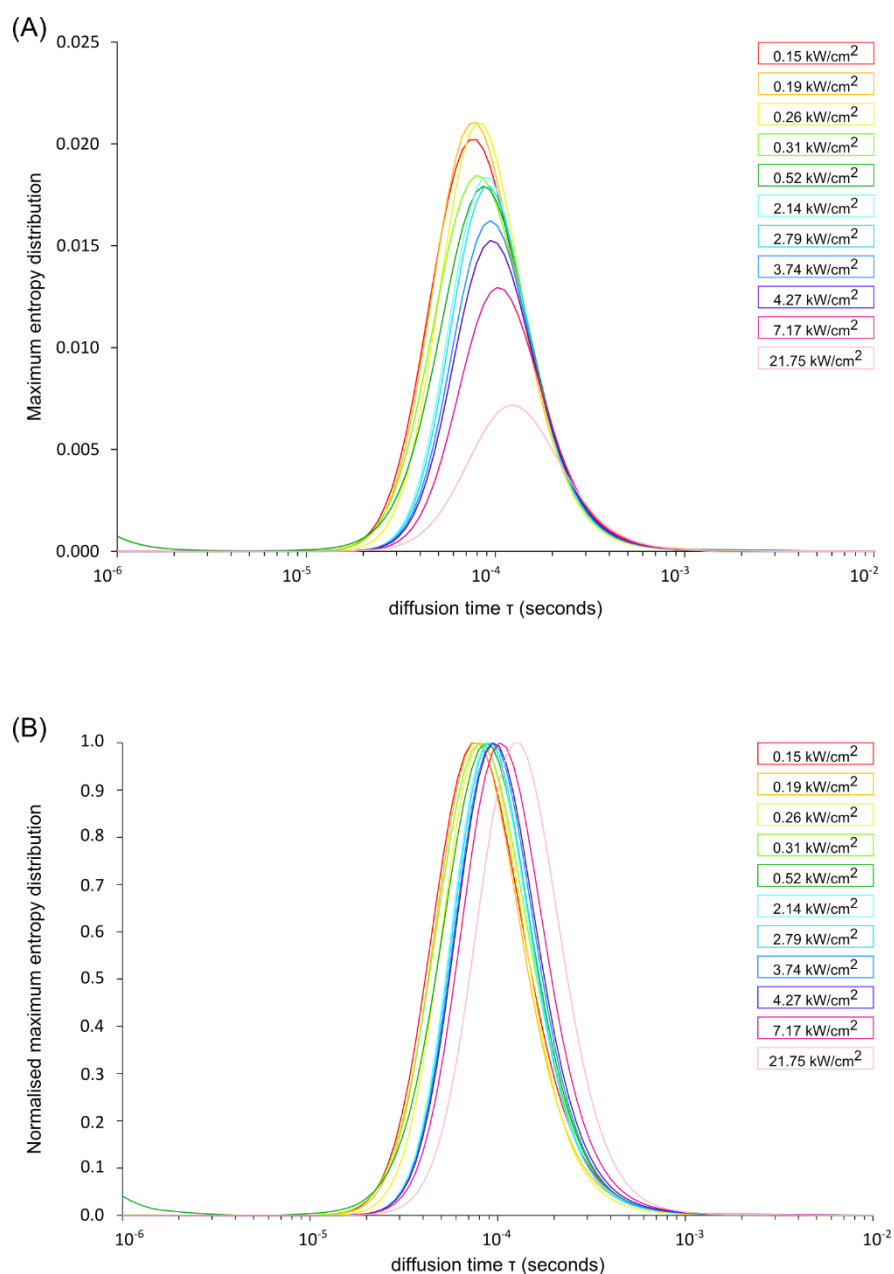 (A)
Maximum entropy distribution
0.025
0.020
0.015
0.010
0.005
0.000
10⁻⁶
10⁻⁵
10⁻⁴
10⁻³
10⁻²
diffusion time τ (seconds)
0.15 kW/cm²
0.19 kW/cm²
0.26 kW/cm²
0.31 kW/cm²
0.52 kW/cm²
2.14 kW/cm²
2.79 kW/cm²
3.74 kW/cm²
4.27 kW/cm²
7.17 kW/cm²
21.75 kW/cm²
(B)
Normalised maximum entropy distribution
1.0
0.9
0.8
0.7
0.6
0.5
0.4
0.3
0.2
0.1
0.0
10⁻⁶
10⁻⁵
10⁻⁴
10⁻³
10⁻²
diffusion time τ (seconds)
0.15 kW/cm²
0.19 kW/cm²
0.26 kW/cm²
0.31 kW/cm²
0.52 kW/cm²
2.14 kW/cm²
2.79 kW/cm²
3.74 kW/cm²
4.27 kW/cm²
7.17 kW/cm²
21.75 kW/cm²